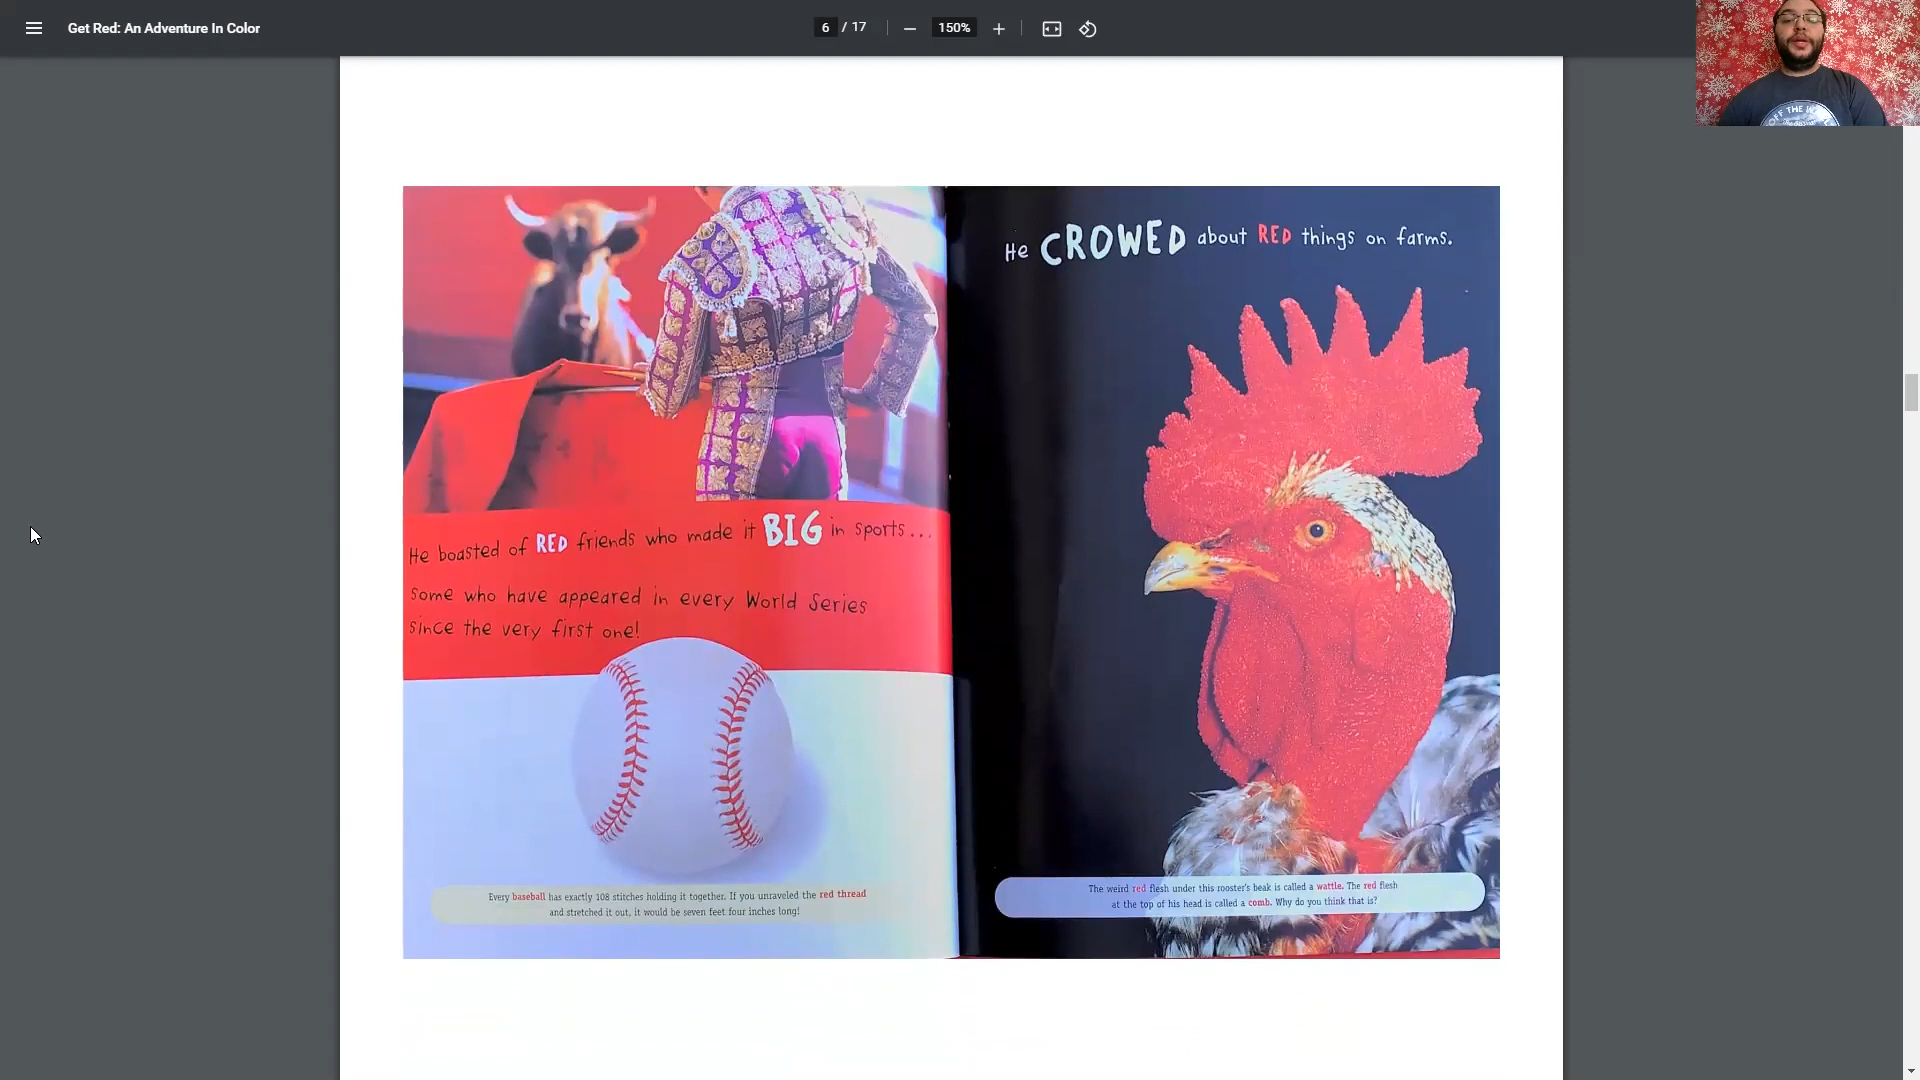 Get Red: An Adventure In Color
6 / 17
150%
OFF THE W
He boasted of RED friends who made it BIG in sports...
some who have appeared in every World Series
since the very first one!
Every baseball has exactly 108 stitches holding it together. If you unraveled the red thread
and stretched it out, it would be seven feet four inches long!
He CROWED about RED things on farms.
The weird red flesh under this rooster's beak is called a wattle. The red flesh
at the top of his head is called a comb. Why do you think that is?